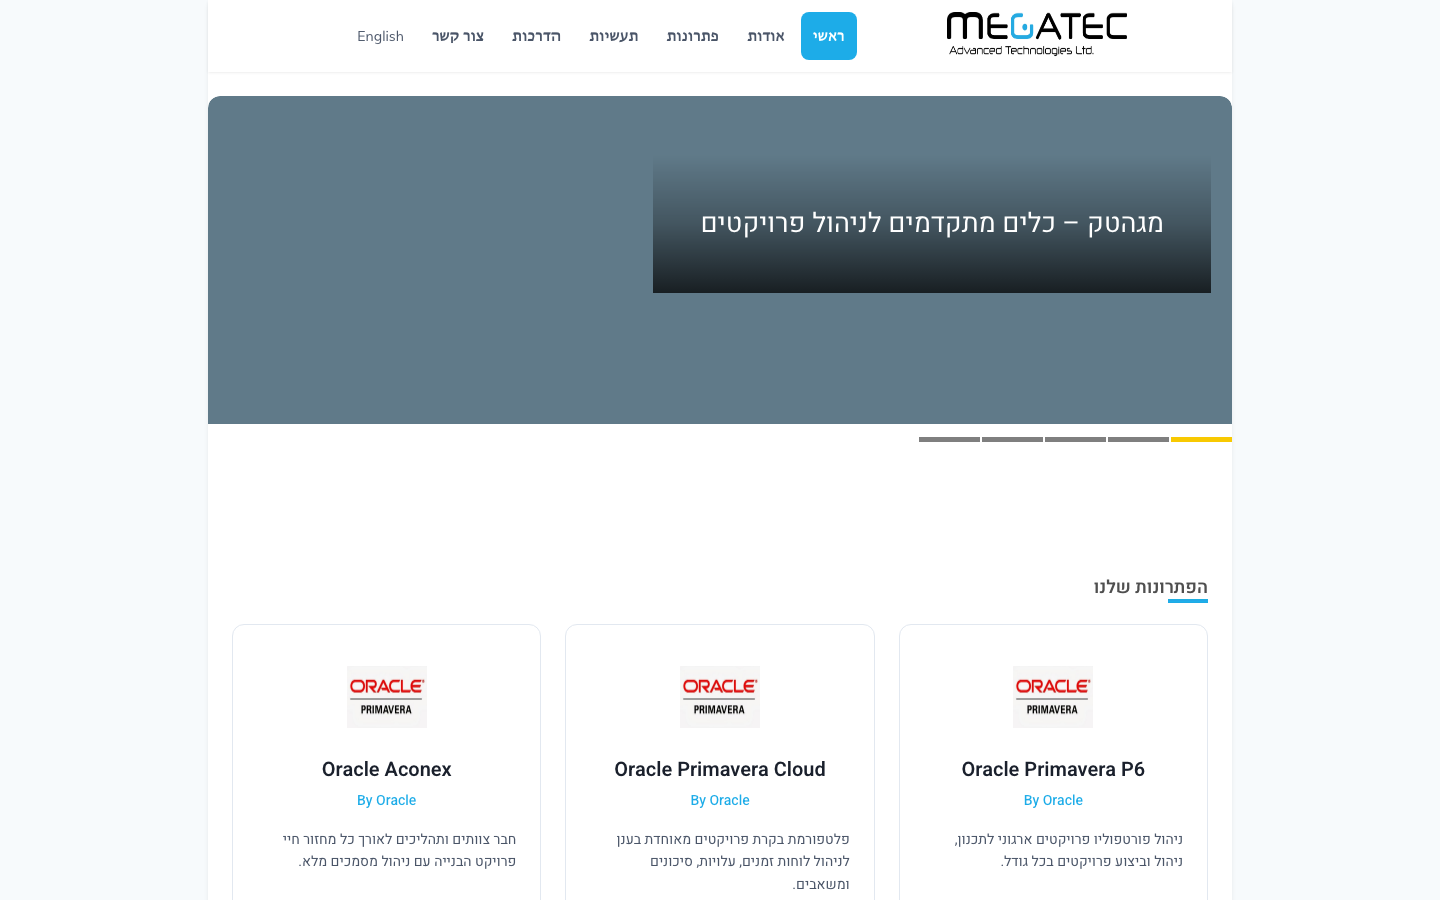 MEGATEC
Advanced Technologies Ltd.
ראשי
אודות
פתרונות
תעשיות
הדרכות
צור קשר
English
מגהטק – כלים מתקדמים לניהול פרויקטים
הפתרונות שלנו
ORACLE
PRIMAVERA
Oracle Primavera P6
By Oracle
ניהול פורטפוליו פרויקטים ארגוני לתכנון,
ניהול וביצוע פרויקטים בכל גודל.
ORACLE
PRIMAVERA
Oracle Primavera Cloud
By Oracle
פלטפורמת בקרת פרויקטים מאוחדת בענן
לניהול לוחות זמנים, עלויות, סיכונים
ומשאבים.
ORACLE
PRIMAVERA
Oracle Aconex
By Oracle
חבר צוותים ותהליכים לאורך כל מחזור חיי
פרויקט הבנייה עם ניהול מסמכים מלא.